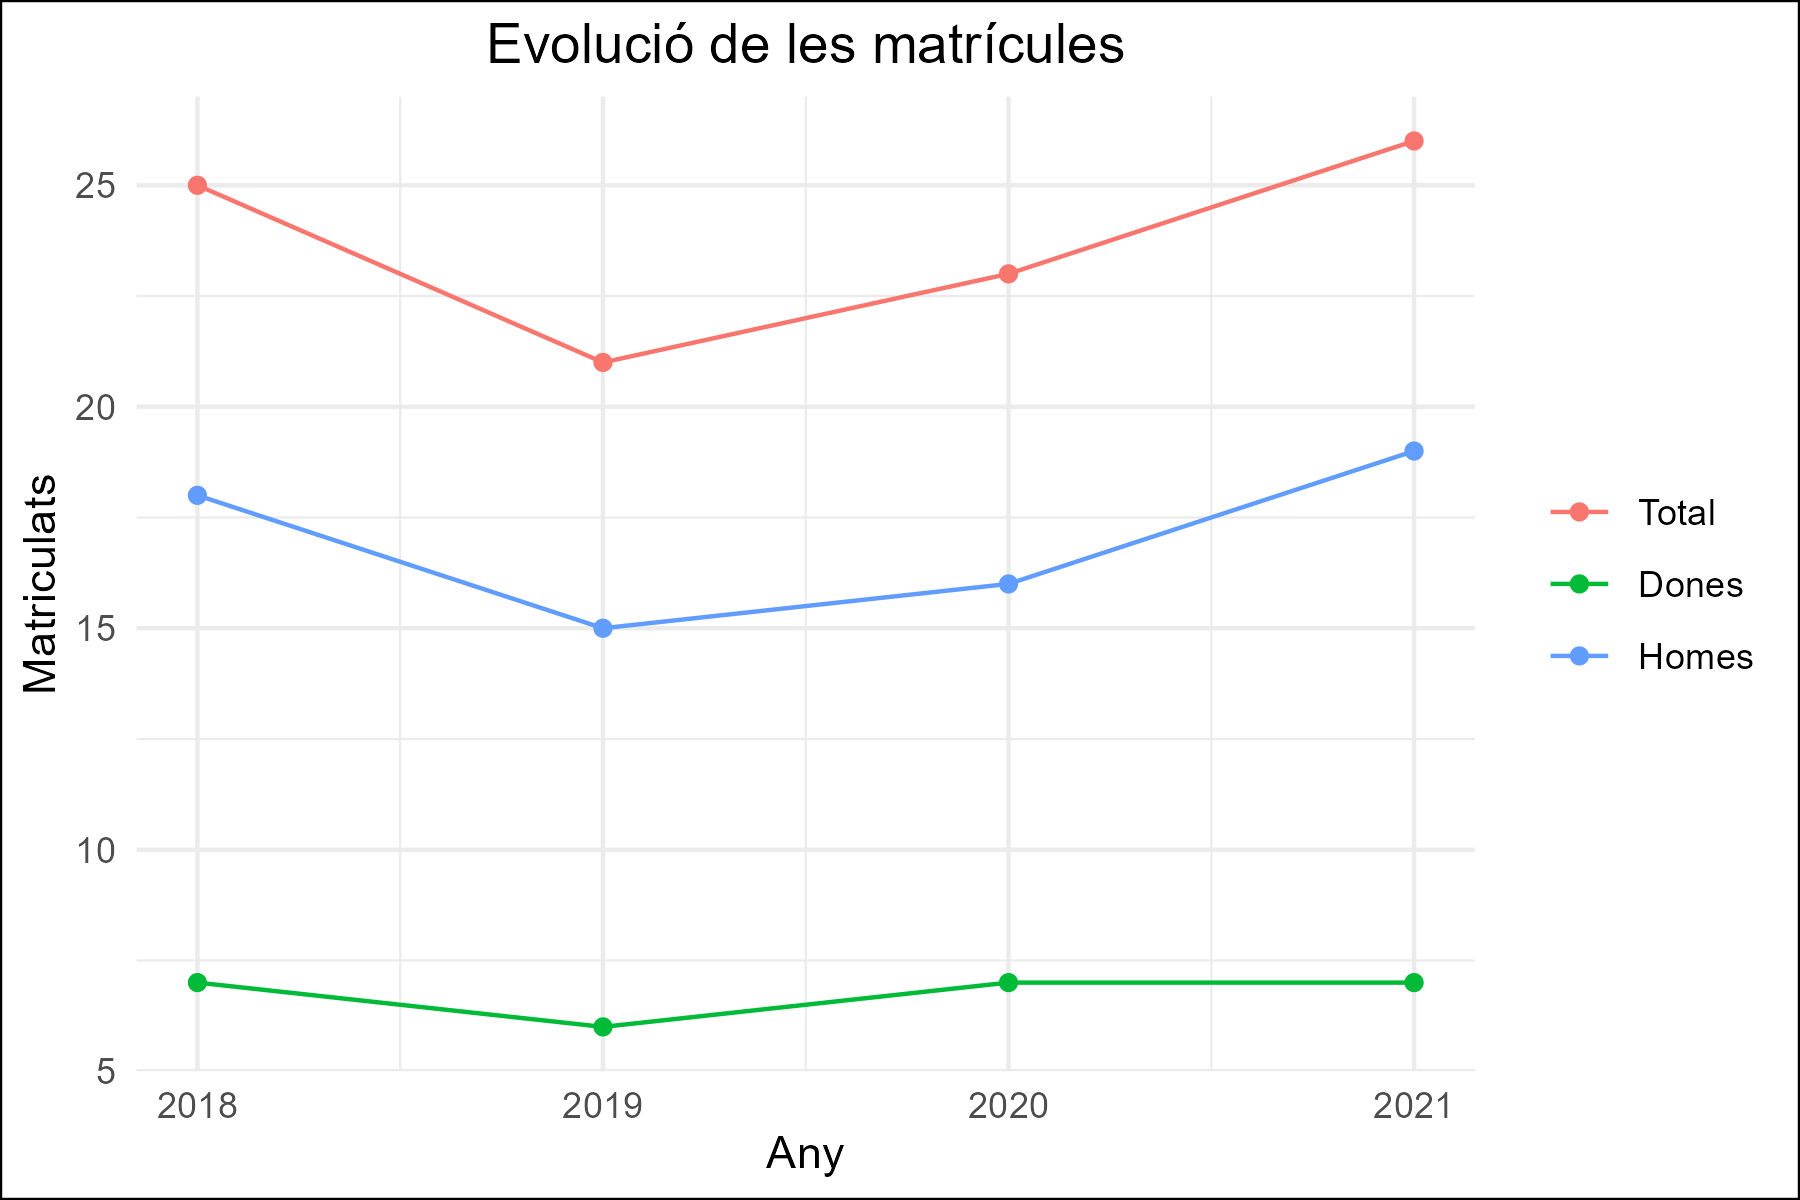 Evolució de les matrícules
Matriculats
25
20
15
10
5
2018 2019 2020 2021
Any
Total
Dones
Homes